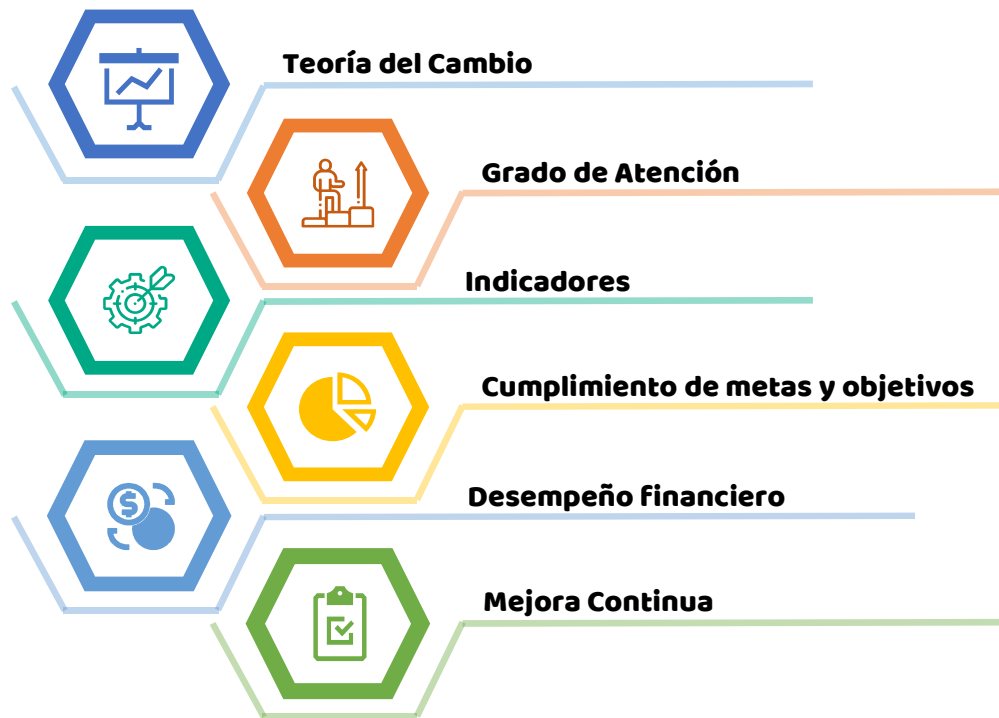 Teoría del Cambio
Grado de Atención
Indicadores
Cumplimiento de metas y objetivos
Desempeño financiero
Mejora Continua